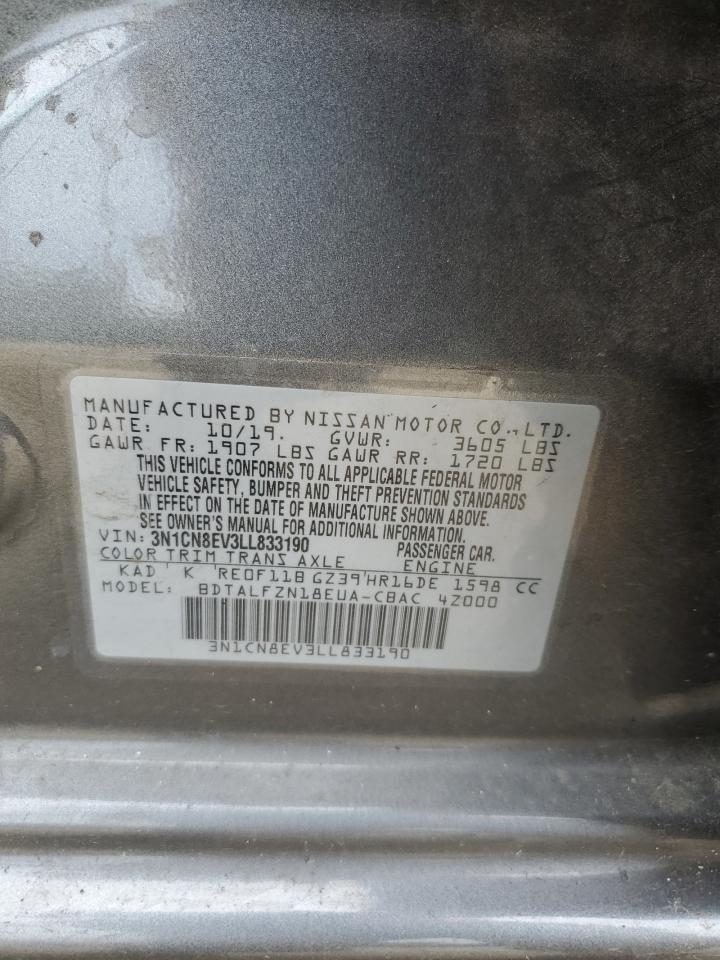 MANUFACTURED BY NISSAN MOTOR CO., LTD.
DATE: 10/19. GVWR: 3605 LBS
GAWR FR: 1907 LBS GAWR RR: 1720 LBS
THIS VEHICLE CONFORMS TO ALL APPLICABLE FEDERAL MOTOR
VEHICLE SAFETY, BUMPER AND THEFT PREVENTION STANDARDS
IN EFFECT ON THE DATE OF MANUFACTURE SHOWN ABOVE.
SEE OWNER'S MANUAL FOR ADDITIONAL INFORMATION.
VIN: 3N1CN8EV3LL833190 PASSENGER CAR.
COLOR TRIM TRANS AXLE ENGINE
KAD K RE0F11B GZ39 HR16DE 1598 CC
MODEL: BDTALFZN18EUA-CBAC 4Z000
3N1CN8EV3LL833190